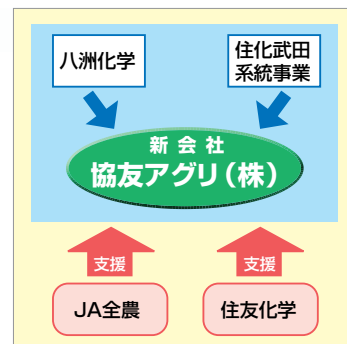 八洲化学
住化武田
系統事業
新会社
協友アグリ(株)
支援
支援
JA全農
住友化学